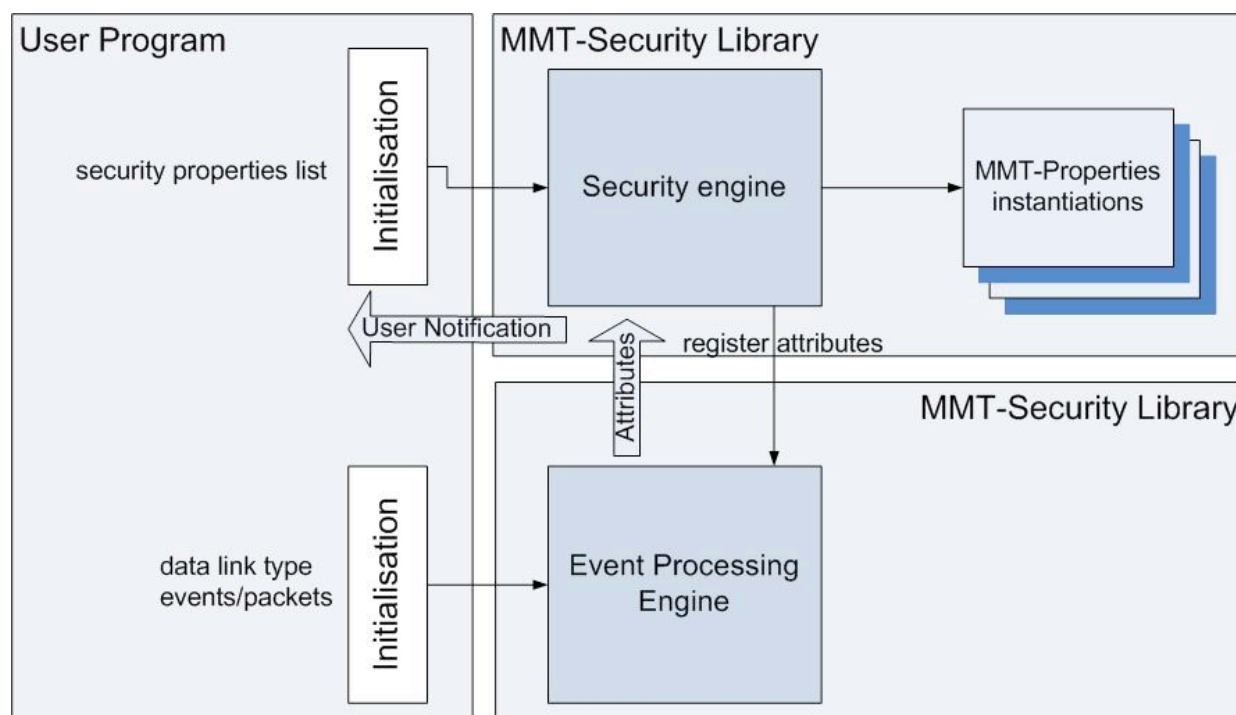 User Program
MMT-Security Library
Initialisation
security properties list
Security engine
MMT-Properties
instantiations
User Notification
Attributes
register attributes
MMT-Security Library
Initialisation
data link type
events/packets
Event Processing
Engine